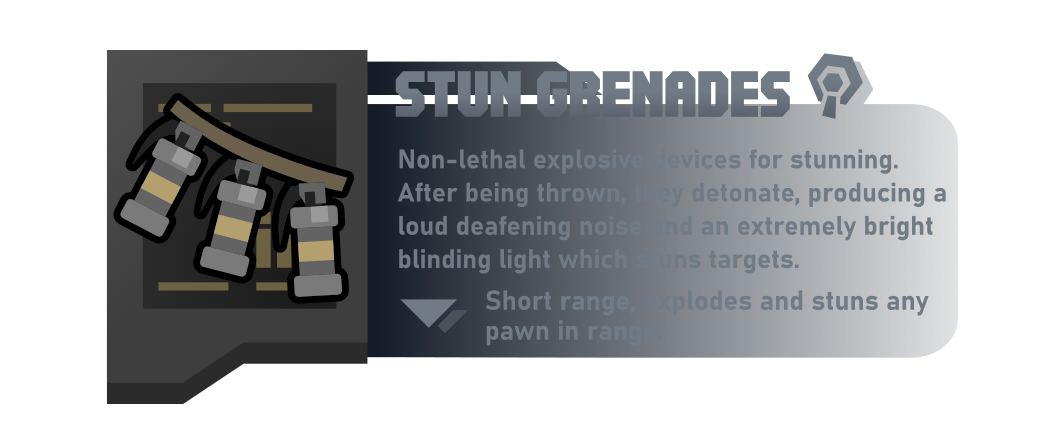 STUN GRENADES
Non-lethal explosive devices for stunning.
After being thrown, they detonate, producing a
loud deafening noise and an extremely bright
blinding light which stuns targets.
Short range, explodes and stuns any
pawn in range.